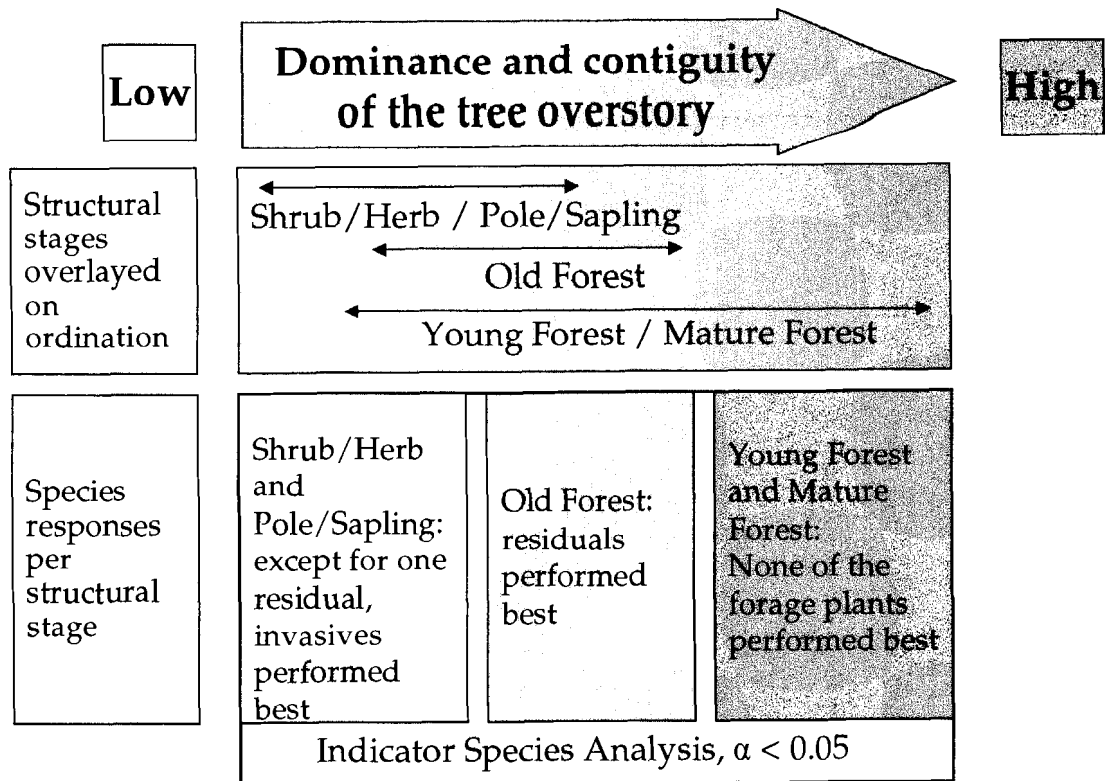 Low
Dominance and contiguity
of the tree overstory
High
Structural
stages
overlayed
on
ordination
Shrub/Herb / Pole/Sapling
Old Forest
Young Forest / Mature Forest
Species
responses
per
structural
stage
Shrub/Herb
and
Pole/Sapling:
except for one
residual,
invasives
performed
best
Old Forest:
residuals
performed
best
Young Forest
and Mature
Forest:
None of the
forage plants
performed best
Indicator Species Analysis, α < 0.05